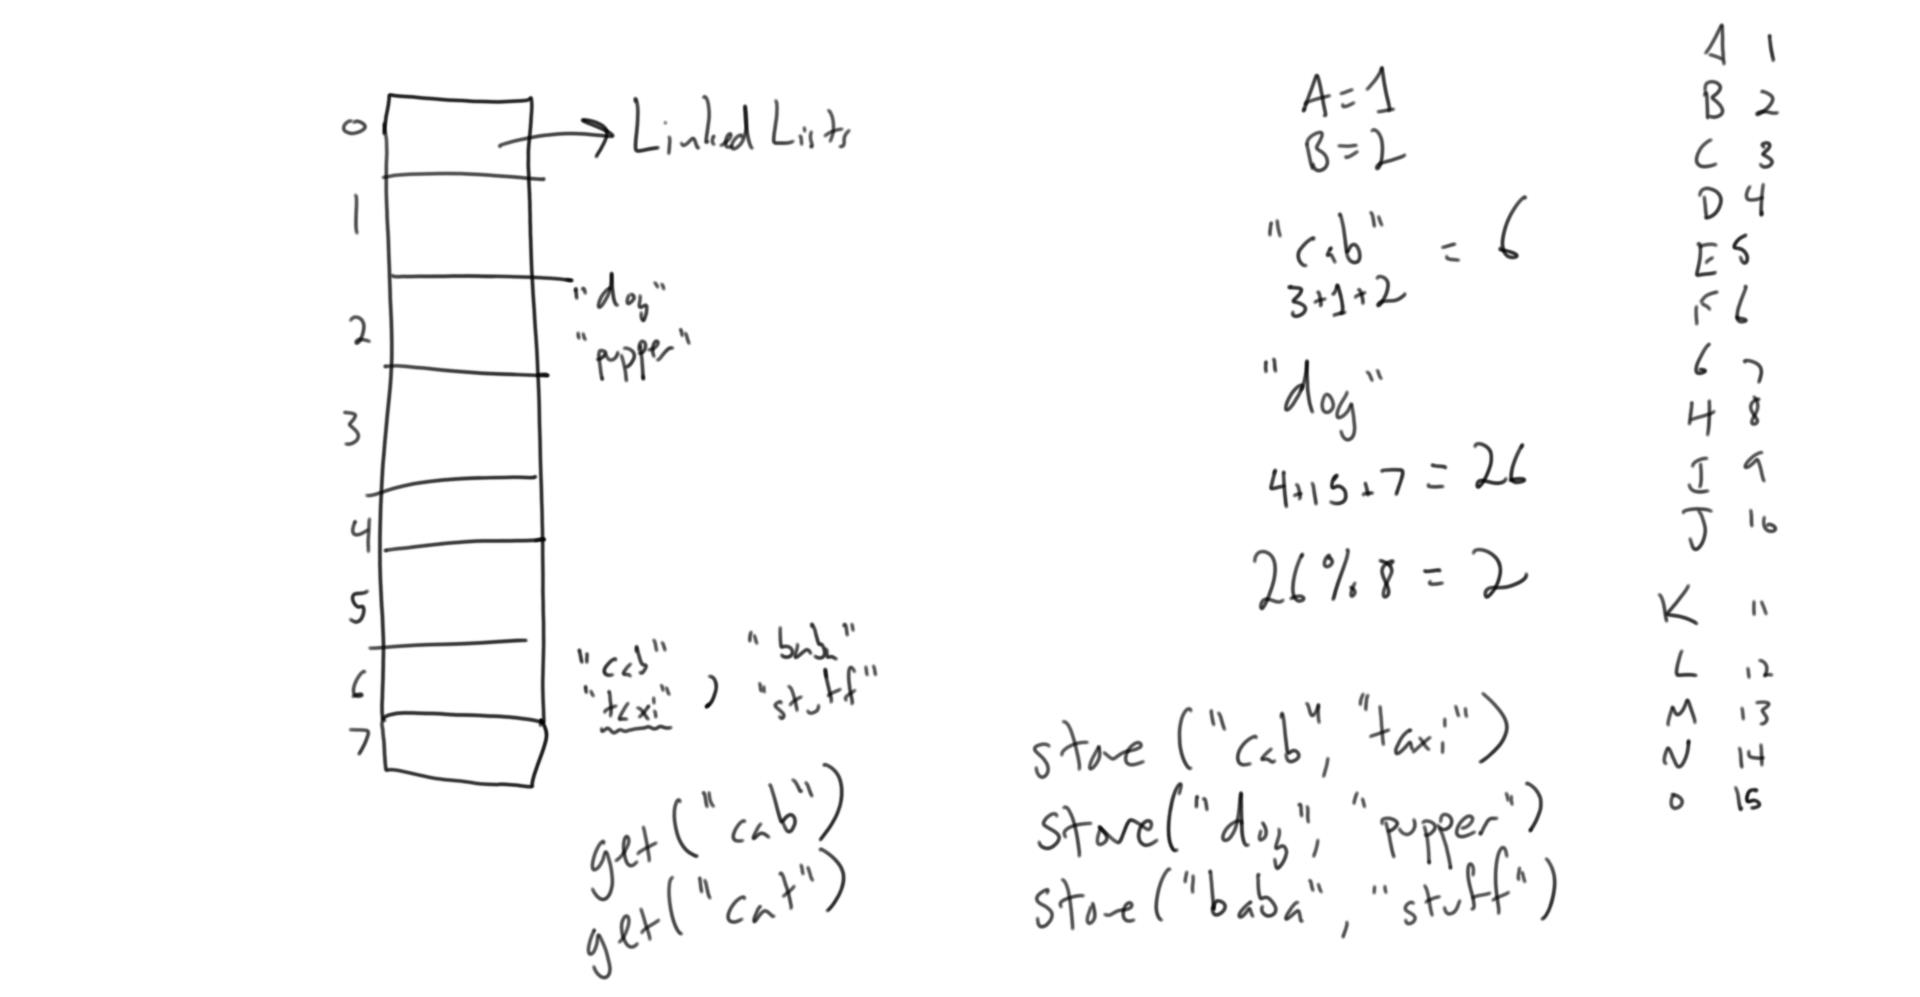 0
→ Linked Lists
1
2
"dog"
"pupper"
3
4
5
6
"cab" , "baba"
"taxi" "stuff"
7
get("cab")
get("cat")
A=1
B=2
"cab" = 6
3+1+2
"dog"
4+15+7 = 26
26%8 = 2
store ("cab", "taxi")
store("dog", "pupper")
store("baba", "stuff")
A 1
B 2
C 3
D 4
E 5
F 6
G 7
H 8
I 9
J 10
K 11
L 12
M 13
N 14
O 15